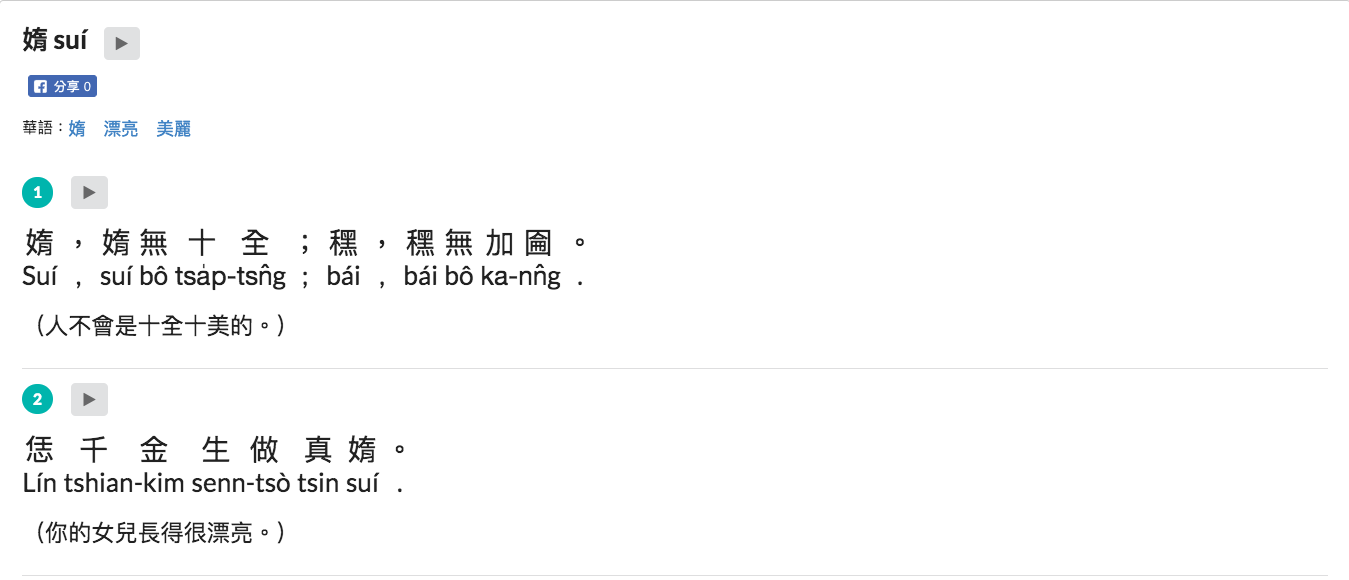 媠 suí
分享 0
華語：媠 漂亮 美麗
1
媠，媠無十全；䆀，䆀無加圇。
Suí , suí bô tsa̍p-tsn̂g ; bái , bái bô ka-nn̂g .
（人不會是十全十美的。）
2
恁千金生做真媠。
Lín tshian-kim senn-tsò tsin suí .
（你的女兒長得很漂亮。）